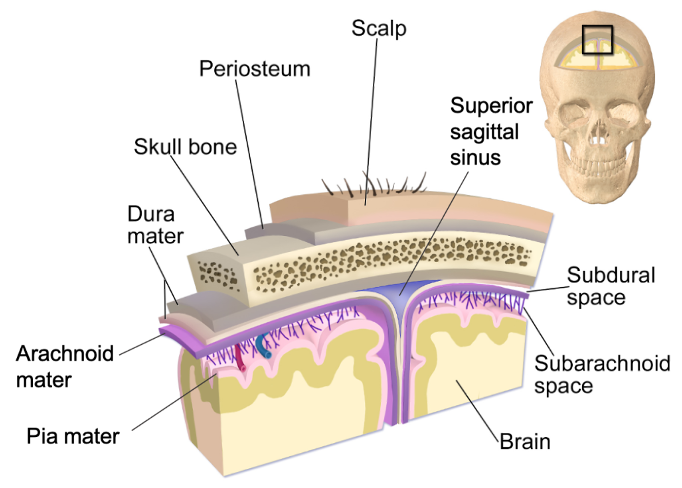 Scalp
Periosteum
Superior
sagittal
sinus
Skull bone
Dura
mater
Subdural
space
Arachnoid
mater
Subarachnoid
space
Pia mater
Brain